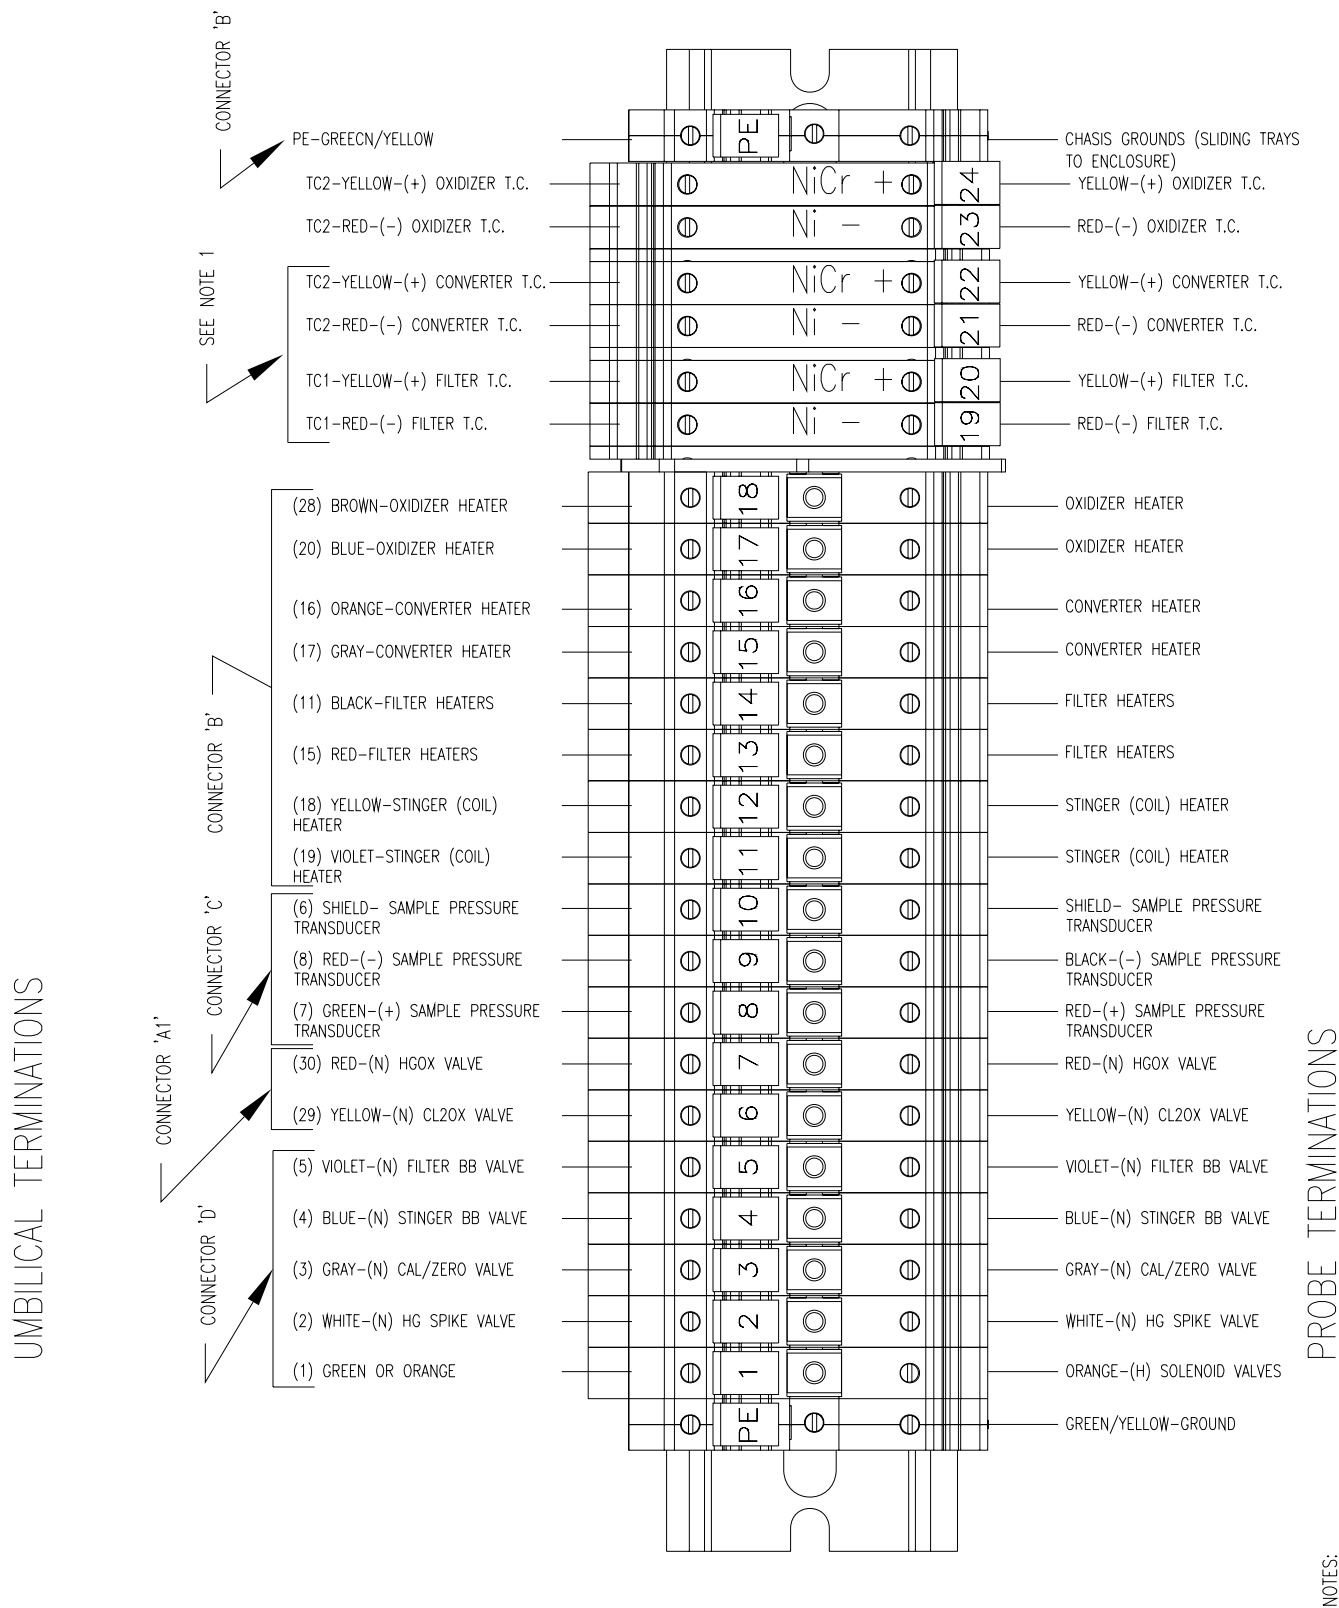 UMBILICAL TERMINATIONS
CONNECTOR 'B'
SEE NOTE 1
CONNECTOR 'B'
CONNECTOR 'C'
CONNECTOR 'A1'
CONNECTOR 'D'
PE-GREECN/YELLOW
TC2-YELLOW-(+) OXIDIZER T.C.
TC2-RED-(-) OXIDIZER T.C.
TC2-YELLOW-(+) CONVERTER T.C.
TC2-RED-(-) CONVERTER T.C.
TC1-YELLOW-(+) FILTER T.C.
TC1-RED-(-) FILTER T.C.
(28) BROWN-OXIDIZER HEATER
(20) BLUE-OXIDIZER HEATER
(16) ORANGE-CONVERTER HEATER
(17) GRAY-CONVERTER HEATER
(11) BLACK-FILTER HEATERS
(15) RED-FILTER HEATERS
(18) YELLOW-STINGER (COIL)
HEATER
(19) VIOLET-STINGER (COIL)
HEATER
(6) SHIELD- SAMPLE PRESSURE
TRANSDUCER
(8) RED-(-) SAMPLE PRESSURE
TRANSDUCER
(7) GREEN-(+) SAMPLE PRESSURE
TRANSDUCER
(30) RED-(N) HGOX VALVE
(29) YELLOW-(N) CL2OX VALVE
(5) VIOLET-(N) FILTER BB VALVE
(4) BLUE-(N) STINGER BB VALVE
(3) GRAY-(N) CAL/ZERO VALVE
(2) WHITE-(N) HG SPIKE VALVE
(1) GREEN OR ORANGE
PE
NiCr + 24
Ni - 23
NiCr + 22
Ni - 21
NiCr + 20
Ni - 19
18
17
16
15
14
13
12
11
10
9
8
7
6
5
4
3
2
1
PE
CHASIS GROUNDS (SLIDING TRAYS
TO ENCLOSURE)
YELLOW-(+) OXIDIZER T.C.
RED-(-) OXIDIZER T.C.
YELLOW-(+) CONVERTER T.C.
RED-(-) CONVERTER T.C.
YELLOW-(+) FILTER T.C.
RED-(-) FILTER T.C.
OXIDIZER HEATER
OXIDIZER HEATER
CONVERTER HEATER
CONVERTER HEATER
FILTER HEATERS
FILTER HEATERS
STINGER (COIL) HEATER
STINGER (COIL) HEATER
SHIELD- SAMPLE PRESSURE
TRANSDUCER
BLACK-(-) SAMPLE PRESSURE
TRANSDUCER
RED-(+) SAMPLE PRESSURE
TRANSDUCER
RED-(N) HGOX VALVE
YELLOW-(N) CL2OX VALVE
VIOLET-(N) FILTER BB VALVE
BLUE-(N) STINGER BB VALVE
GRAY-(N) CAL/ZERO VALVE
WHITE-(N) HG SPIKE VALVE
ORANGE-(H) SOLENOID VALVES
GREEN/YELLOW-GROUND
PROBE TERMINATIONS
NOTES: